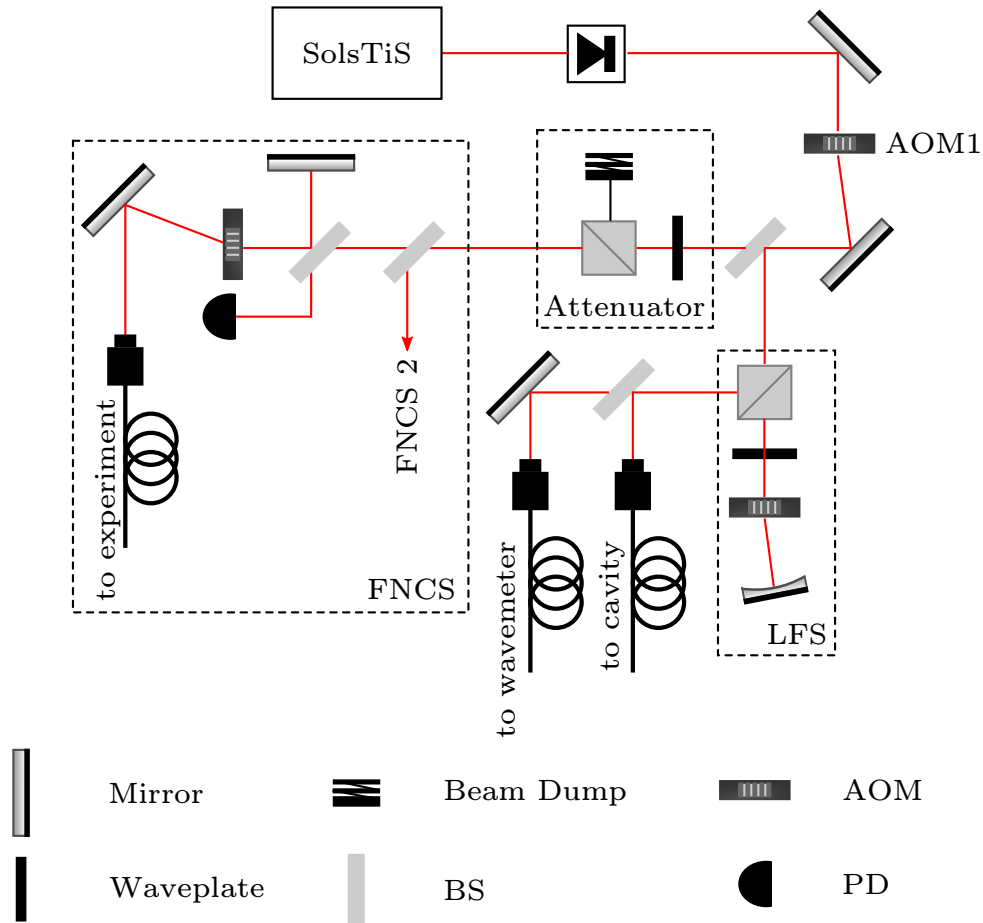 SolsTiS
AOM1
Attenuator
FNCS 2
to experiment
FNCS
to wavemeter
to cavity
LFS
Mirror
Beam Dump
AOM
Waveplate
BS
PD